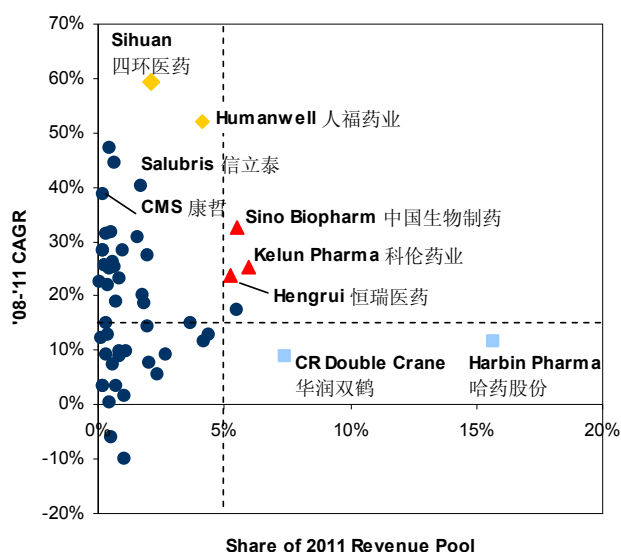 70%
Sihuan
四环医药
60%
Humanwell 人福药业
50%
Salubris 信立泰
40%
CMS 康哲
Sino Biopharm 中国生物制药
30%
Kelun Pharma 科伦药业
20%
Hengrui 恒瑞医药
10%
CR Double Crane
华润双鹤
Harbin Pharma
哈药股份
0%
0%
5%
10%
15%
20%
-10%
-20%
'08-'11 CAGR
Share of 2011 Revenue Pool